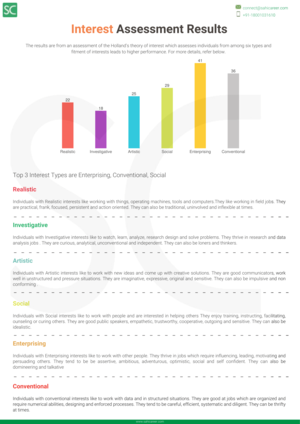 SC
contact@setcareer.com
Interest Assessment Results
The results are from an assessment of the Holland's theory of interest which assesses individuals from among six types and
fitment of interests leads to higher performance. For more details, refer below
41
38
29
25
18
Realistic
Investigative
Artistic
Social
Enterprising
Conventional
Top 3 Interest Types are Enterprising, Conventional, Social
Realistic
Individuals with Realistic interests like working with things, operating machines, tools and computers They like working in field jobs. They
are practical, frank, focused, persistent and action oriented. They can also be traditional, uninvolved and inflexible at times.
Investigative
Individuals with Investigative interests like to watch, learn, analyze, research design and solve problems. They thrive in research and data
analysis jobs. They are curious, analytical, unconventional and independent. They can also be loners and thinkers.
Artistic
Individuals with Artistic interests like to work with new ideas and come up with creative solutions. They are good communicators, work
well in unstructured and pressure situations. They are imaginative, expressive, original and sensitive. They can also be impulsive and non
conforming.
Social
Individuals with Social interests like to work with people and are interested in helping others They enjoy training, instructing, facilitating,
counseling or curing others. They are good public speakers, empathetic, trustworthy, cooperative, outgoing and sensitive. They can also be
idealistic.
Enterprising
Individuals with Enterprising interests like to work with other people. They thrive in jobs which require influencing, leading, motivating and
persuading others. They tend to be be assertive, ambitious, adventurous, optimistic, social and self confident. They can also be
domineering and talkative
Conventional
Individuals with conventional interests like to work with data and in structured situations. They are good at jobs which are organized and
require numerical abilities, designing and enforced processes. They tend to be careful, efficient, systematic and diligent. They can be thrifty
at times.